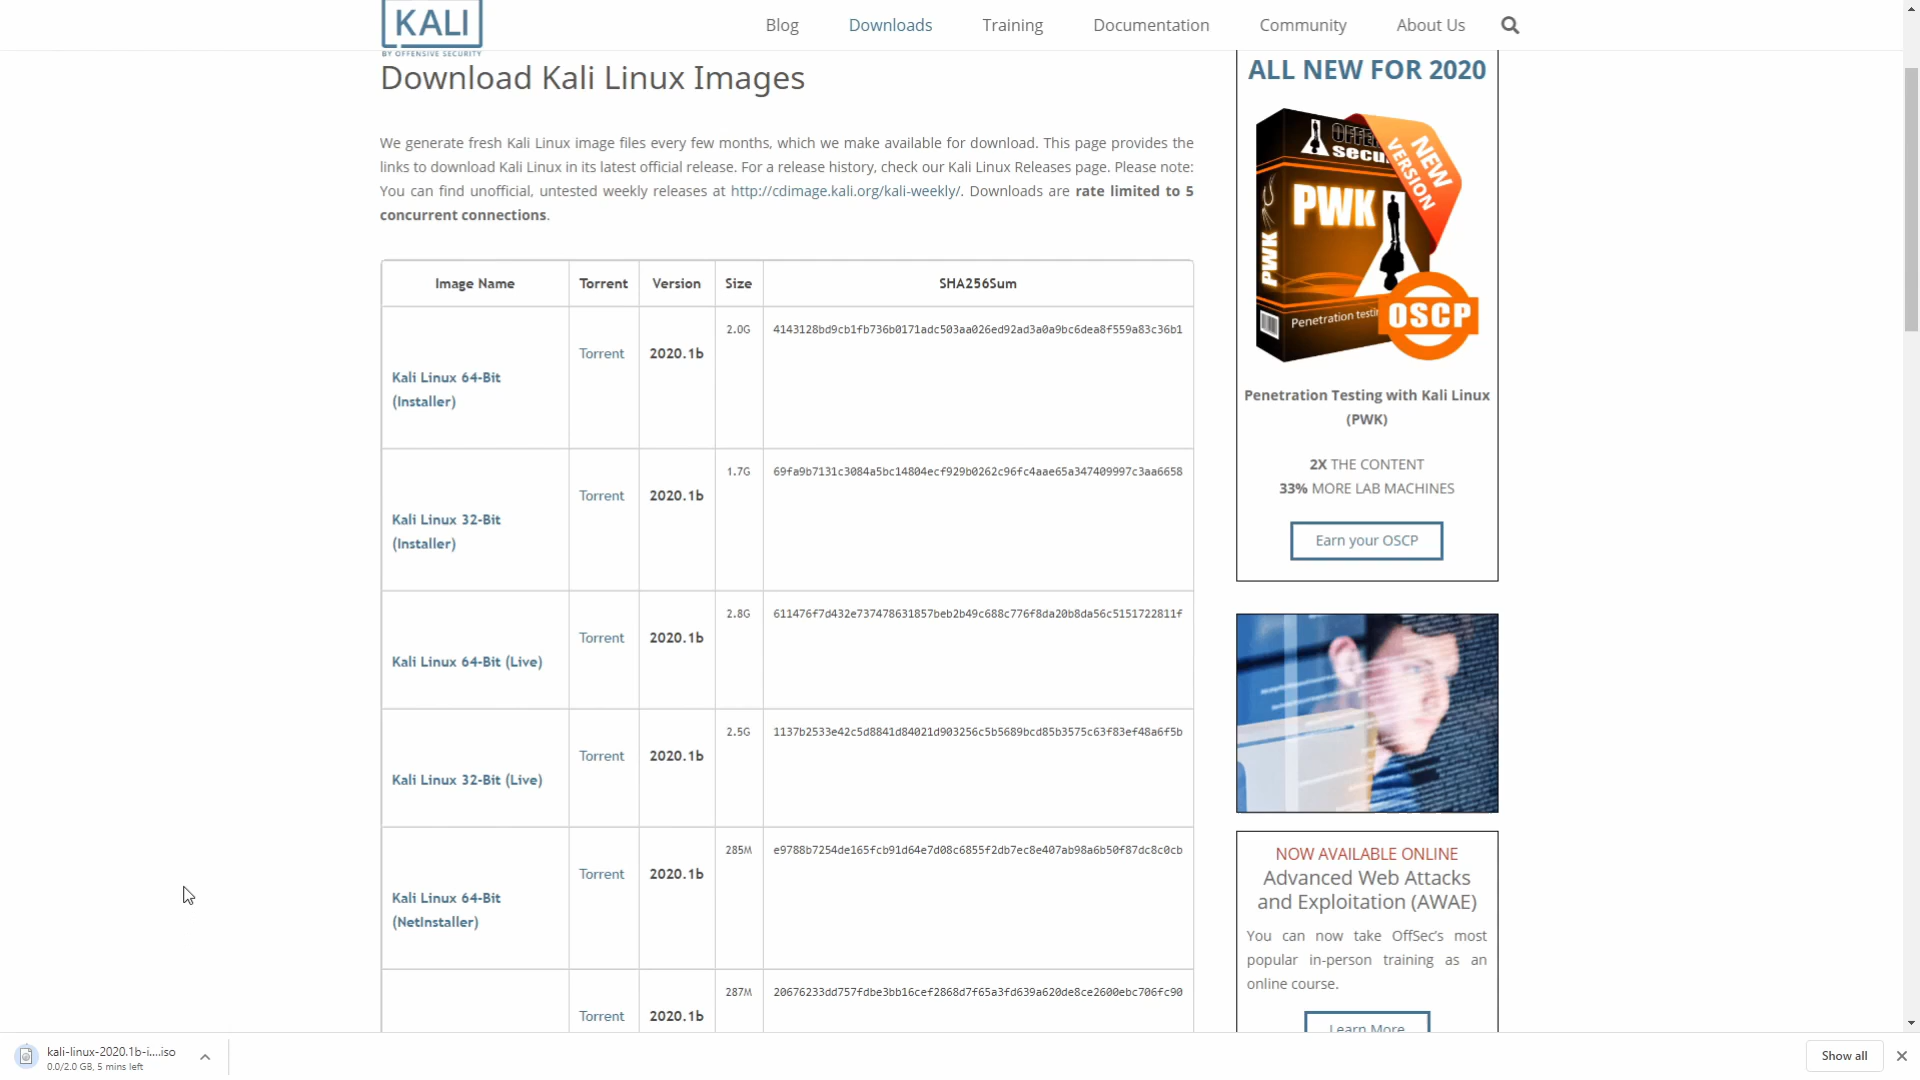 KALI
BY OFFENSIVE SECURITY
Blog
Downloads
Training
Documentation
Community
About Us
Download Kali Linux Images
We generate fresh Kali Linux image files every few months, which we make available for download. This page provides the
links to download Kali Linux in its latest official release. For a release history, check our Kali Linux Releases page. Please note:
You can find unofficial, untested weekly releases at http://cdimage.kali.org/kali-weekly/. Downloads are rate limited to 5
concurrent connections.
Image Name Torrent Version Size SHA256Sum
2.0G 4143128bd9cb1fb736b0171adc503aa026ed92ad3a0a9bc6dea8f559a83c36b1
Torrent 2020.1b
Kali Linux 64-Bit
(Installer)
1.7G 69fa9b7131c3084a5bc14804ecf929b0262c96fc4aae65a347409997c3aa6658
Torrent 2020.1b
Kali Linux 32-Bit
(Installer)
2.8G 611476f7d432e737478631857beb2b49c688c776f8da20b8da56c5151722811f
Torrent 2020.1b
Kali Linux 64-Bit (Live)
2.5G 1137b2533e42c5d8841d84021d903256c5b5689bcd85b3575c63f83ef48a6f5b
Torrent 2020.1b
Kali Linux 32-Bit (Live)
285M e9788b7254de165fcb91d64e7d08c6855f2db7ec8e407ab98a6b50f87dc8c0cb
Torrent 2020.1b
Kali Linux 64-Bit
(NetInstaller)
287M 20676233dd757fdbe3bb16cef2868d7f65a3fd639a620de8ce2600ebc706fc90
Torrent 2020.1b
ALL NEW FOR 2020
NEW
VERSION
PWK
PWK
OSCP
Penetration Testing with Kali Linux
(PWK)
2X THE CONTENT
33% MORE LAB MACHINES
Earn your OSCP
NOW AVAILABLE ONLINE
Advanced Web Attacks
and Exploitation (AWAE)
You can now take OffSec's most
popular in-person training as an
online course.
Learn More
kali-linux-2020.1b-i....iso
0.0/2.0 GB, 5 mins left
Show all